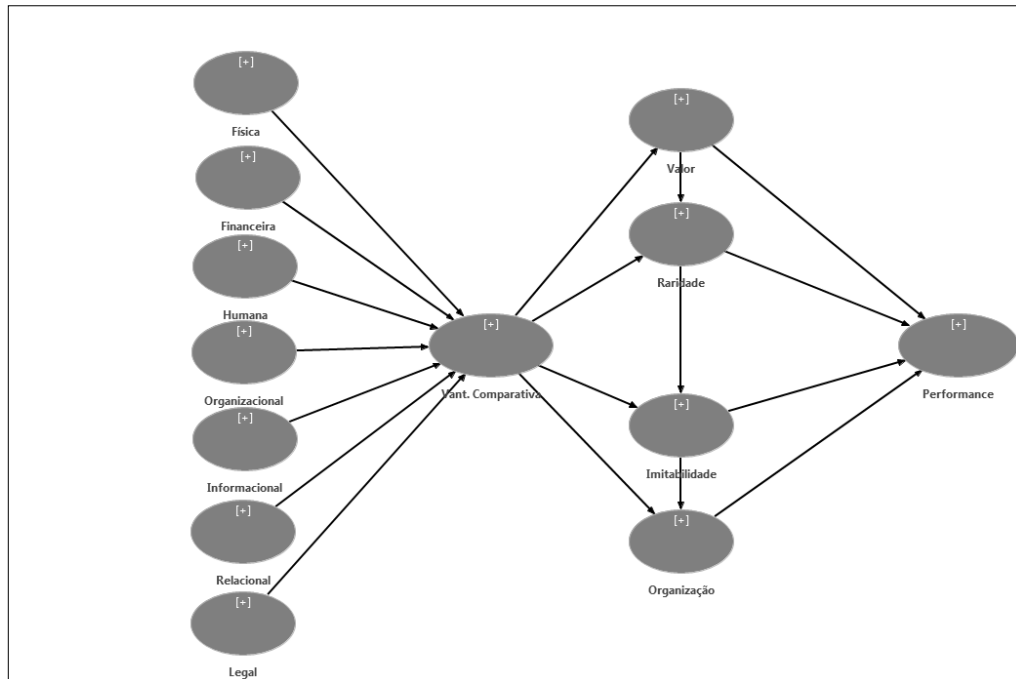 [+]
Física
[+]
Financeira
[+]
Humana
[+]
Organizacional
[+]
Informacional
[+]
Relacional
[+]
Legal
[+]
Vant. Comparativa
[+]
Valor
[+]
Raridade
[+]
Imitabilidade
[+]
Organização
[+]
Performance